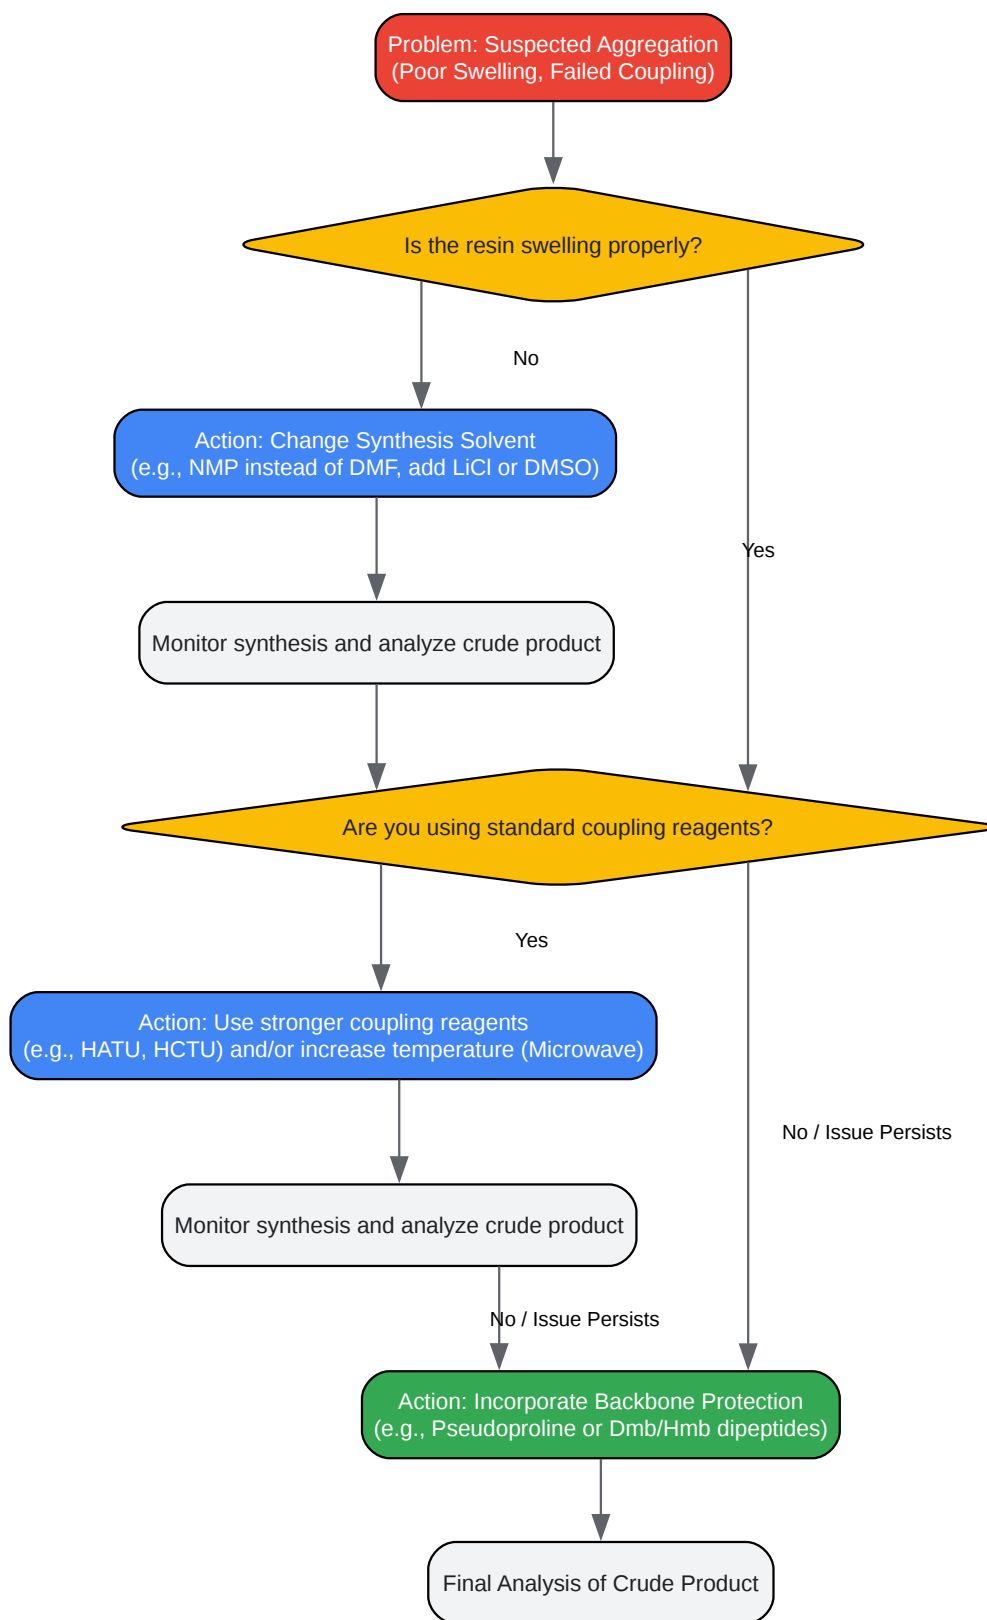 Problem: Suspected Aggregation
(Poor Swelling, Failed Coupling)
Is the resin swelling properly?
No
Action: Change Synthesis Solvent
(e.g., NMP instead of DMF, add LiCl or DMSO)
Yes
Monitor synthesis and analyze crude product
Are you using standard coupling reagents?
Yes
Action: Use stronger coupling reagents
(e.g., HATU, HCTU) and/or increase temperature (Microwave)
No / Issue Persists
Monitor synthesis and analyze crude product
No / Issue Persists
Action: Incorporate Backbone Protection
(e.g., Pseudoproline or Dmb/Hmb dipeptides)
Final Analysis of Crude Product